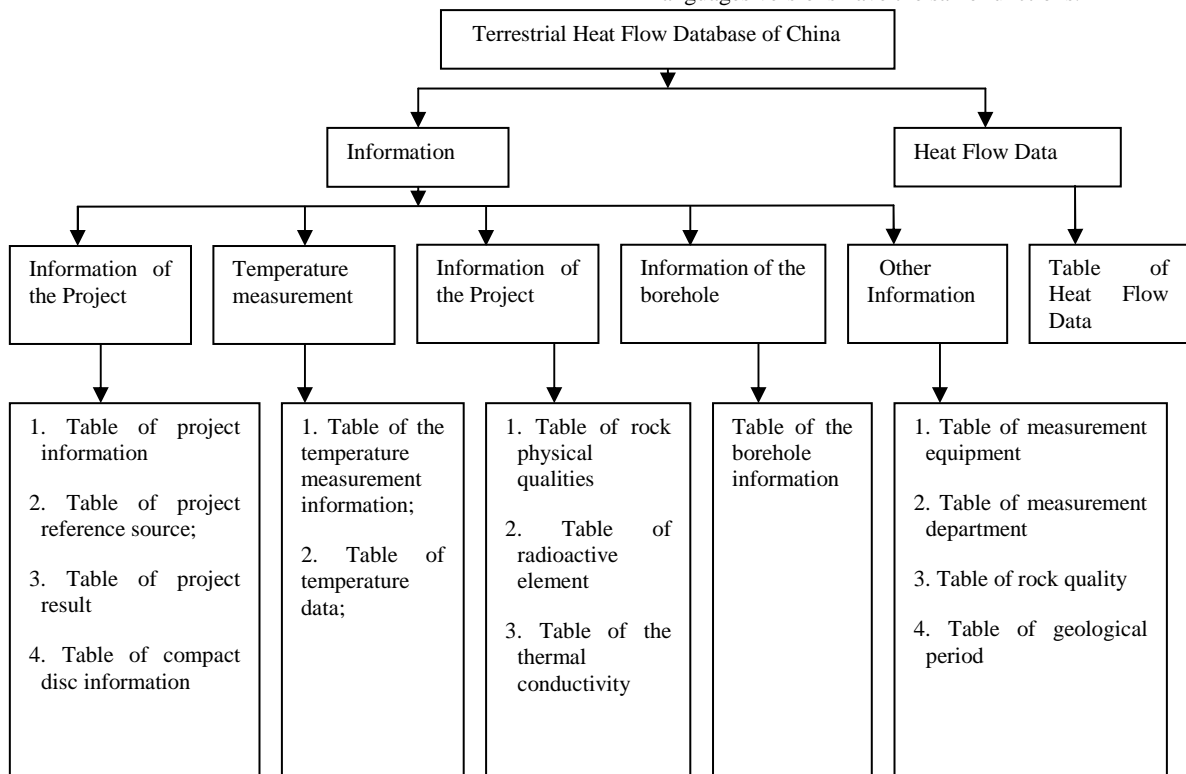 Terrestrial Heat Flow Database of China
Information
Heat Flow Data
Information of
the Project
Temperature
measurement
Information of
the Project
Information of the
borehole
Other
Information
Table of
Heat Flow
Data
1. Table of project
information
2. Table of project
reference source;
3. Table of project
result
4. Table of compact
disc information
1. Table of the
temperature
measurement
information;
2. Table of
temperature
data;
1. Table of rock
physical
qualities
2. Table of
radioactive
element
3. Table of the
thermal
conductivity
Table of the
borehole
information
1. Table of measurement
equipment
2. Table of measurement
department
3. Table of rock quality
4. Table of geological
period